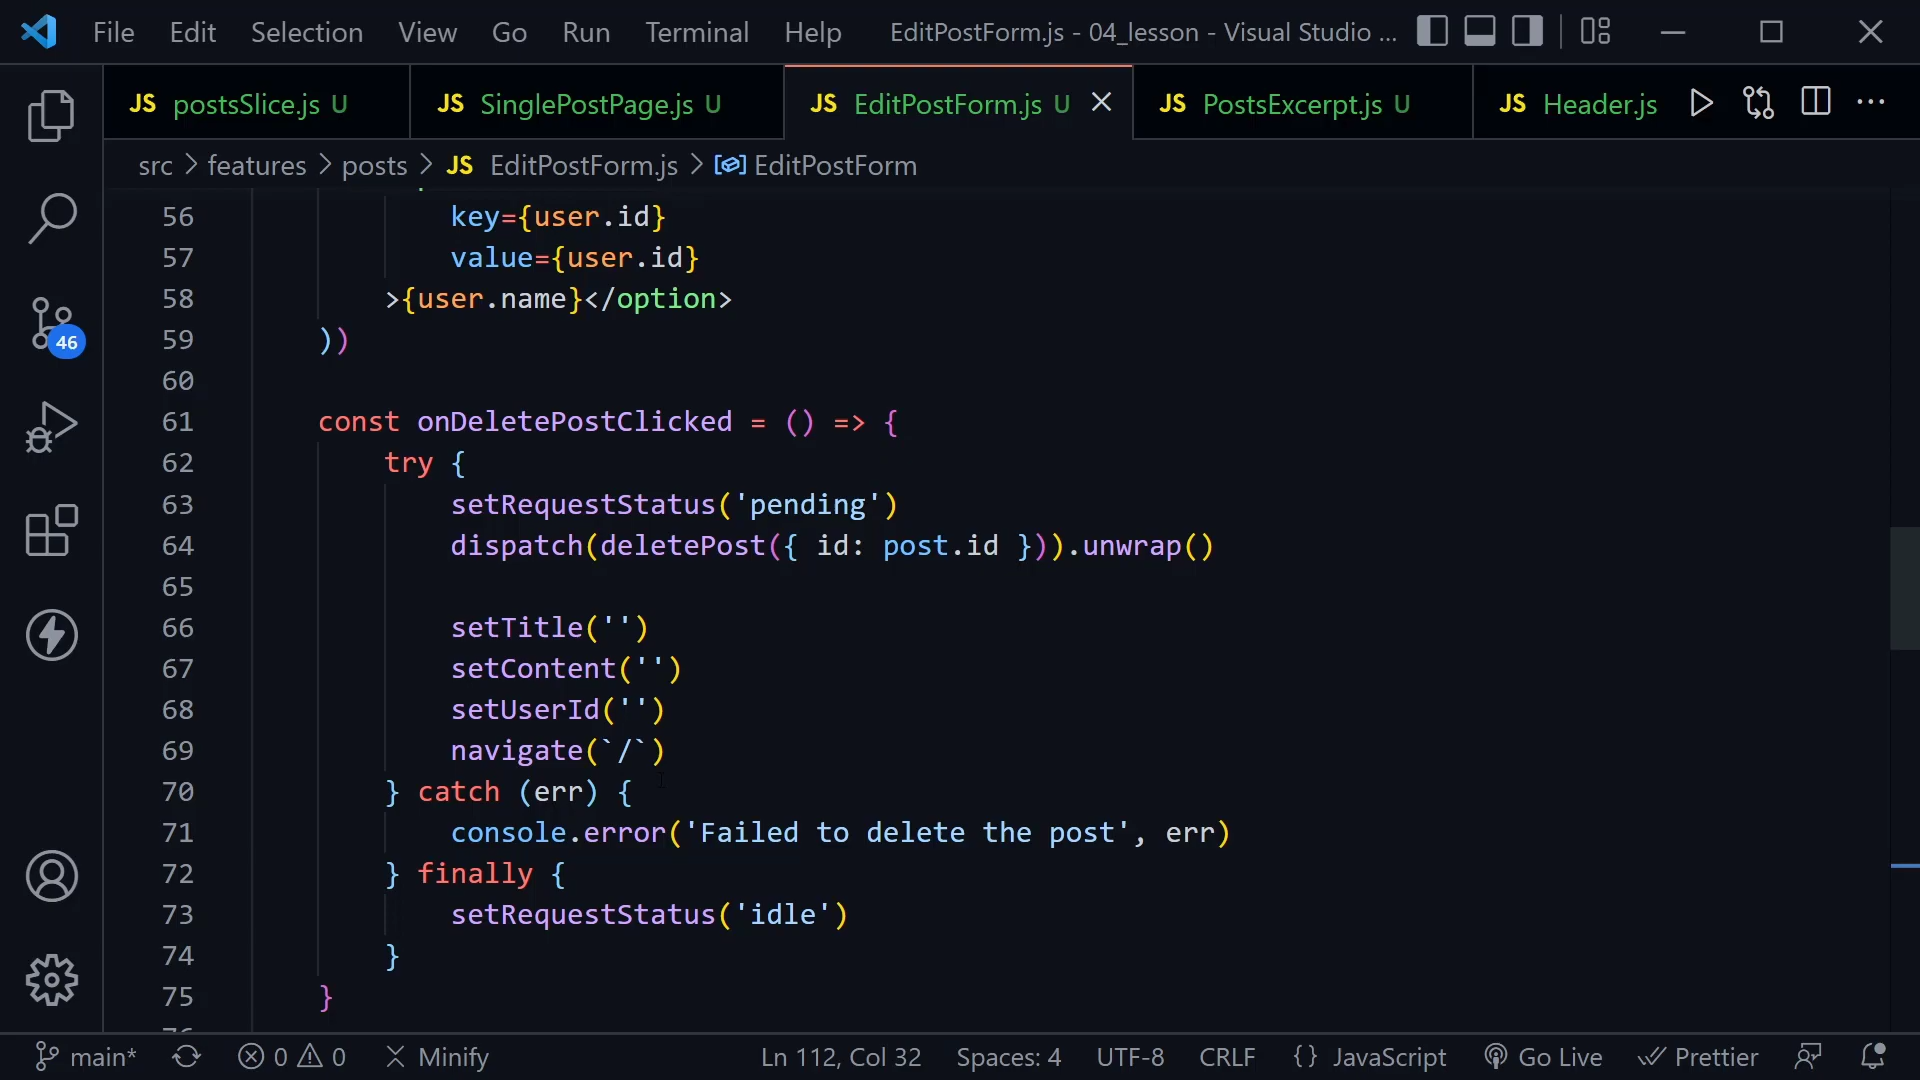 File Edit Selection View Go Run Terminal Help EditPostForm.js - 04_lesson - Visual Studio ...
JS postsSlice.js U JS SinglePostPage.js U JS EditPostForm.js U JS PostsExcerpt.js U JS Header.js ...
src > features > posts > JS EditPostForm.js > EditPostForm
56 key={user.id}
57 value={user.id}
58 >{user.name}</option>
59 ))
60
61 const onDeletePostClicked = () => {
62 try {
63 setRequestStatus('pending')
64 dispatch(deletePost({ id: post.id })).unwrap()
65
66 setTitle('')
67 setContent('')
68 setUserId('')
69 navigate(`/`)
70 } catch (err) {
71 console.error('Failed to delete the post', err)
72 } finally {
73 setRequestStatus('idle')
74 }
75 }
46
main* 0 0 Minify Ln 112, Col 32 Spaces: 4 UTF-8 CRLF {} JavaScript Go Live Prettier